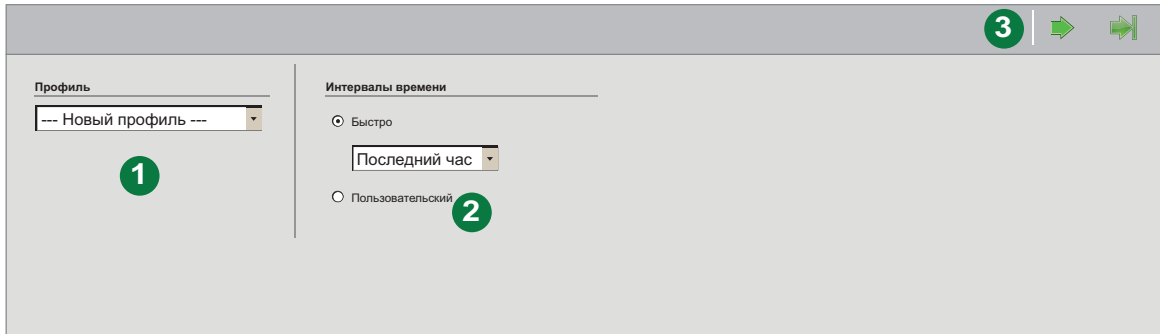 3
Профиль
--- Новый профиль ---
1
Интервалы времени
Быстро
Последний час
Пользовательский
2